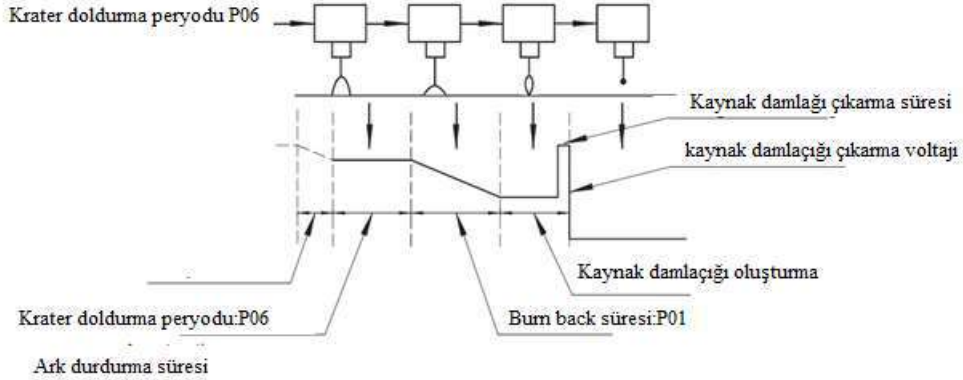 Krater doldurma peryodu P06
Kaynak damlağı çıkarma süresi
kaynak damlaçığı çıkarma voltajı
Kaynak damlaçığı oluşturma
Krater doldurma peryodu:P06
Burn back süresi:P01
Ark durdurma süresi